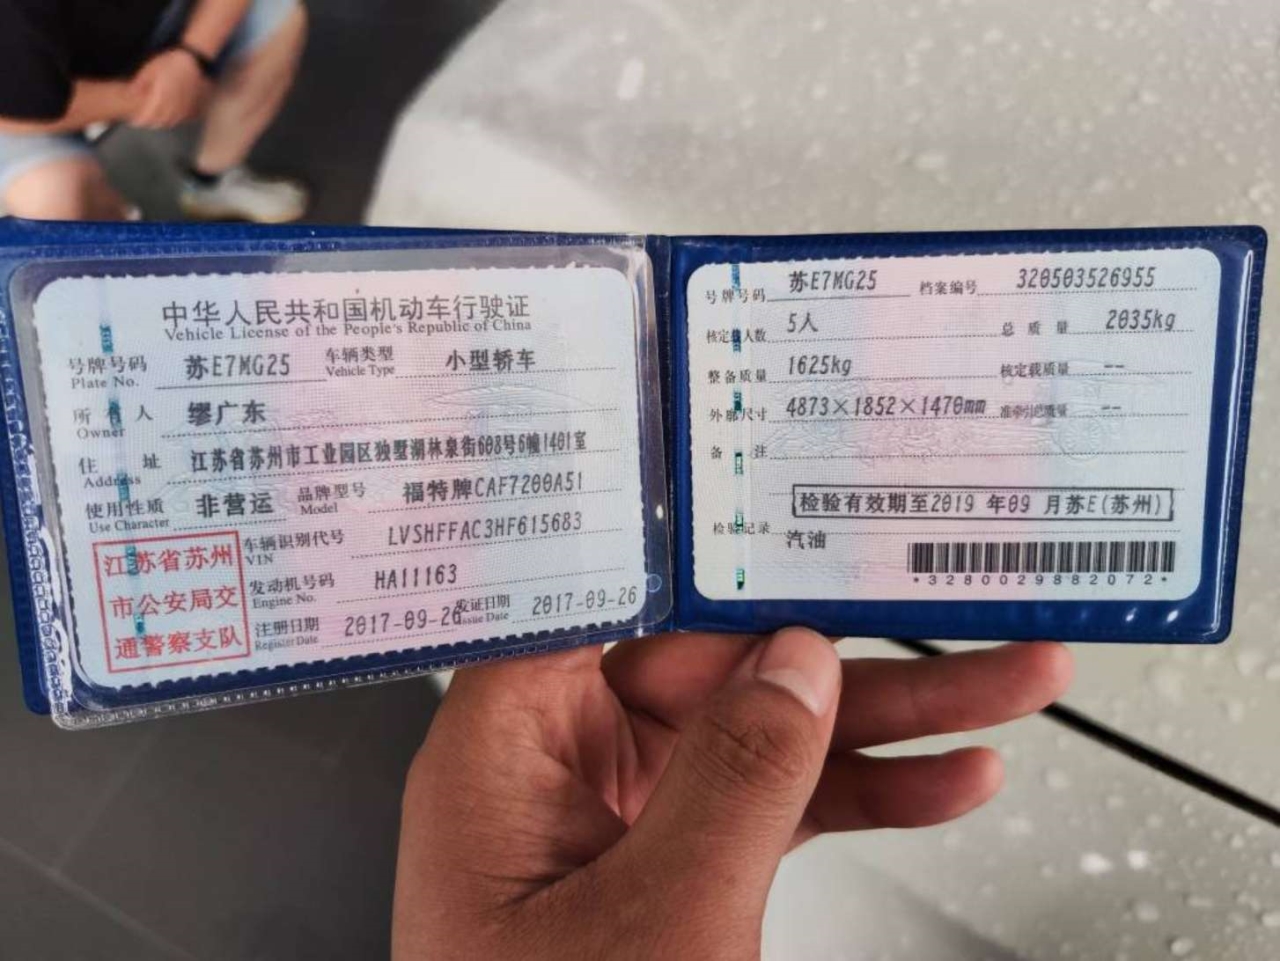 中华人民共和国机动车行驶证
Vehicle License of the People's Republic of China
号牌号码 苏E7MG25 车辆类型 小型轿车
Plate No. Vehicle Type
所有人 缪广东
Owner
住址 江苏省苏州市工业园区独墅湖林泉街608号6幢1401室
Address
使用性质 非营运 品牌型号 福特牌CAF7200A51
Use Character Model
车辆识别代号 LVSHFFAC3HF615683
VIN
发动机号码 HA11163
Engine No.
注册日期 2017-09-26 发证日期 2017-09-26
Register Date Issue Date
江苏省苏州
市公安局交
通警察支队
号牌号码 苏E7MG25 档案编号 320503526955
核定载人数 5人 总质量 2035kg
整备质量 1625kg 核定载质量 --
外廓尺寸 4873×1852×1470mm 准牵引总质量 --
备注
检验有效期至2019 年09 月苏E(苏州)
检验记录
汽油
*3280029882072*